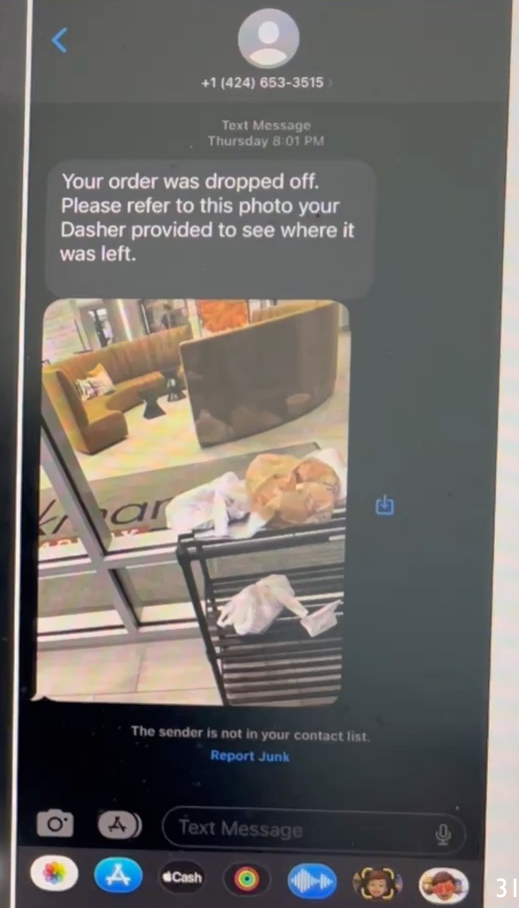 +1 (424) 653-3515
Text Message
Thursday 8:01 PM
Your order was dropped off.
Please refer to this photo your
Dasher provided to see where it
was left.
The sender is not in your contact list.
Report Junk
Text Message
Cash
31